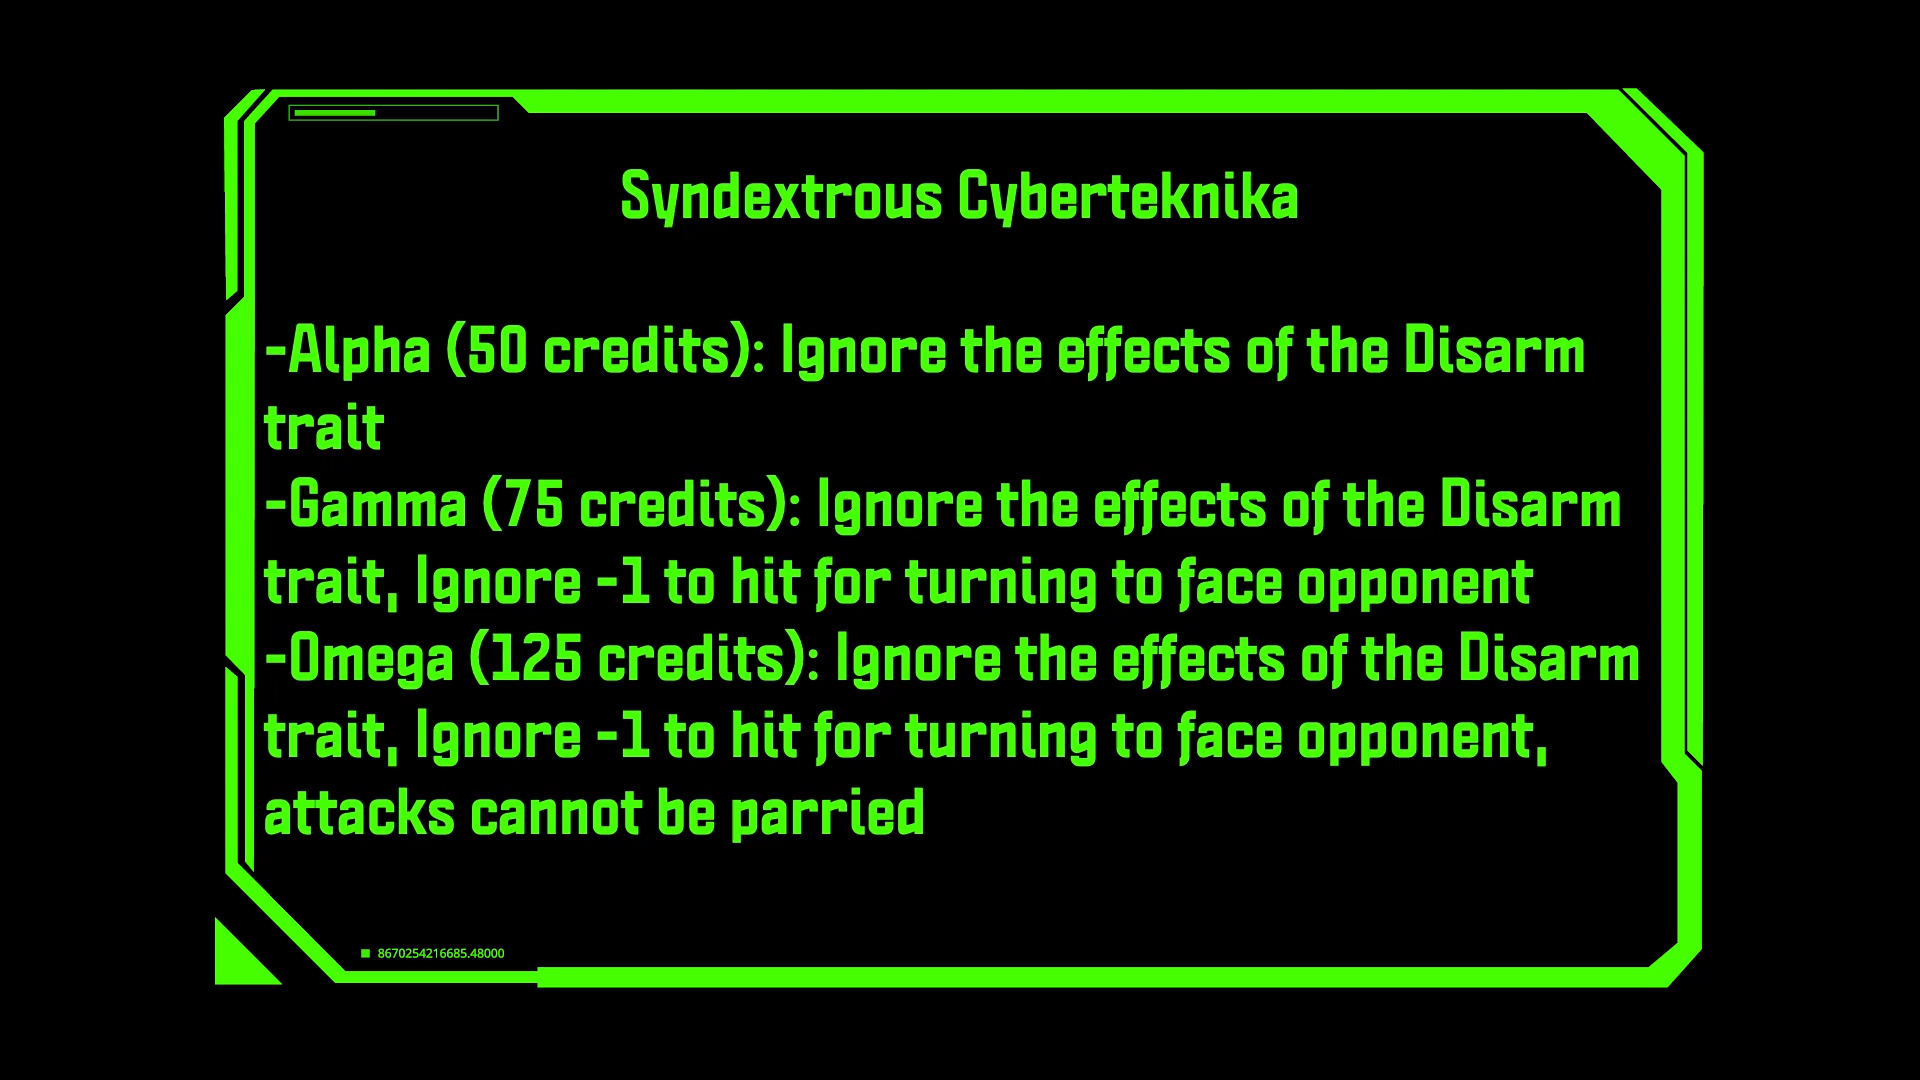 Syndextrous Cyberteknika
-Alpha (50 credits): Ignore the effects of the Disarm
trait
-Gamma (75 credits): Ignore the effects of the Disarm
trait, Ignore -1 to hit for turning to face opponent
-Omega (125 credits): Ignore the effects of the Disarm
trait, Ignore -1 to hit for turning to face opponent,
attacks cannot be parried
8670254216685.48000